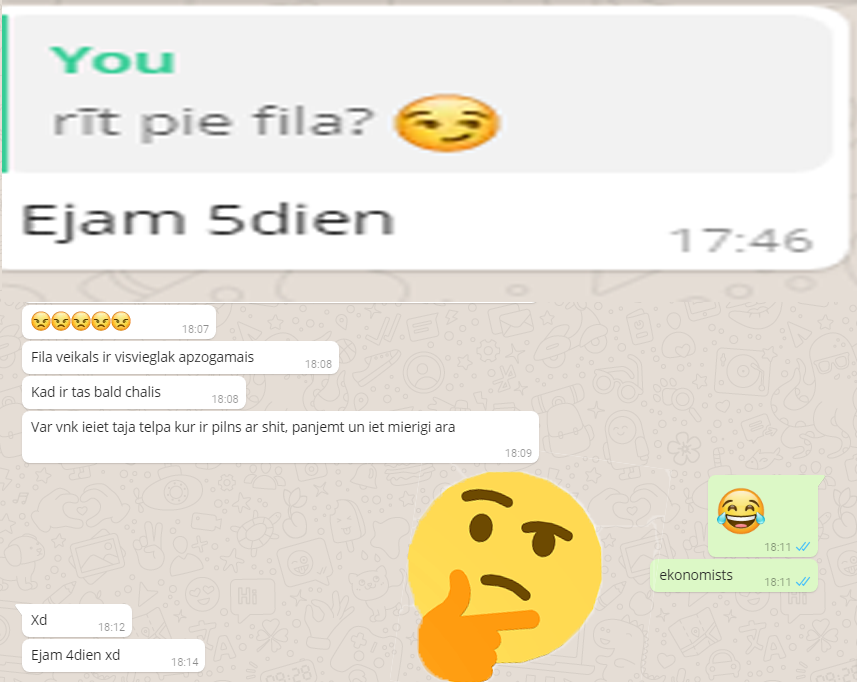 You
rīt pie fila? 😏
Ejam 5dien
17:46
😠😠😠😠😠
18:07
Fila veikals ir visvieglak apzogamais
18:08
Kad ir tas bald chalis
18:08
Var vnk ieiet taja telpa kur ir pilns ar shit, panjemt un iet mierigi ara
18:09
😂
18:11
ekonomists
18:11
Xd
18:12
Ejam 4dien xd
18:14